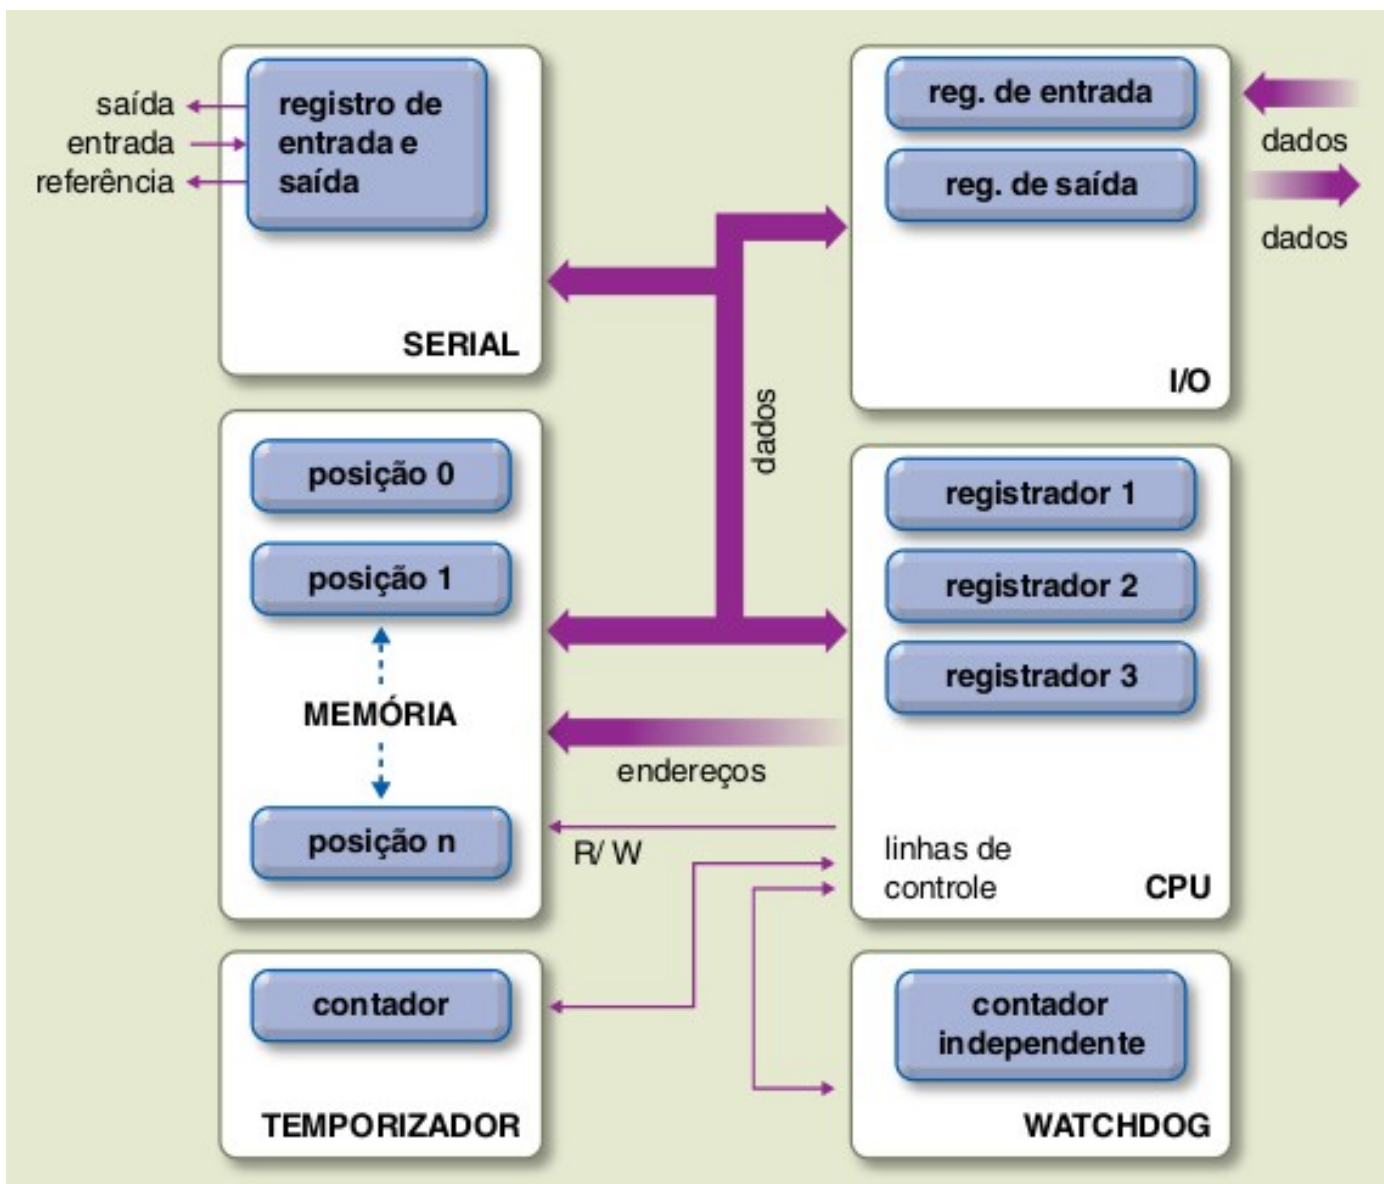 saída
entrada
referência
registro de
entrada e
saída
SERIAL
reg. de entrada
reg. de saída
dados
dados
I/O
dados
posição 0
posição 1
MEMÓRIA
posição n
registrador 1
registrador 2
registrador 3
endereços
R/ W
linhas de
controle
CPU
contador
TEMPORIZADOR
contador
independente
WATCHDOG